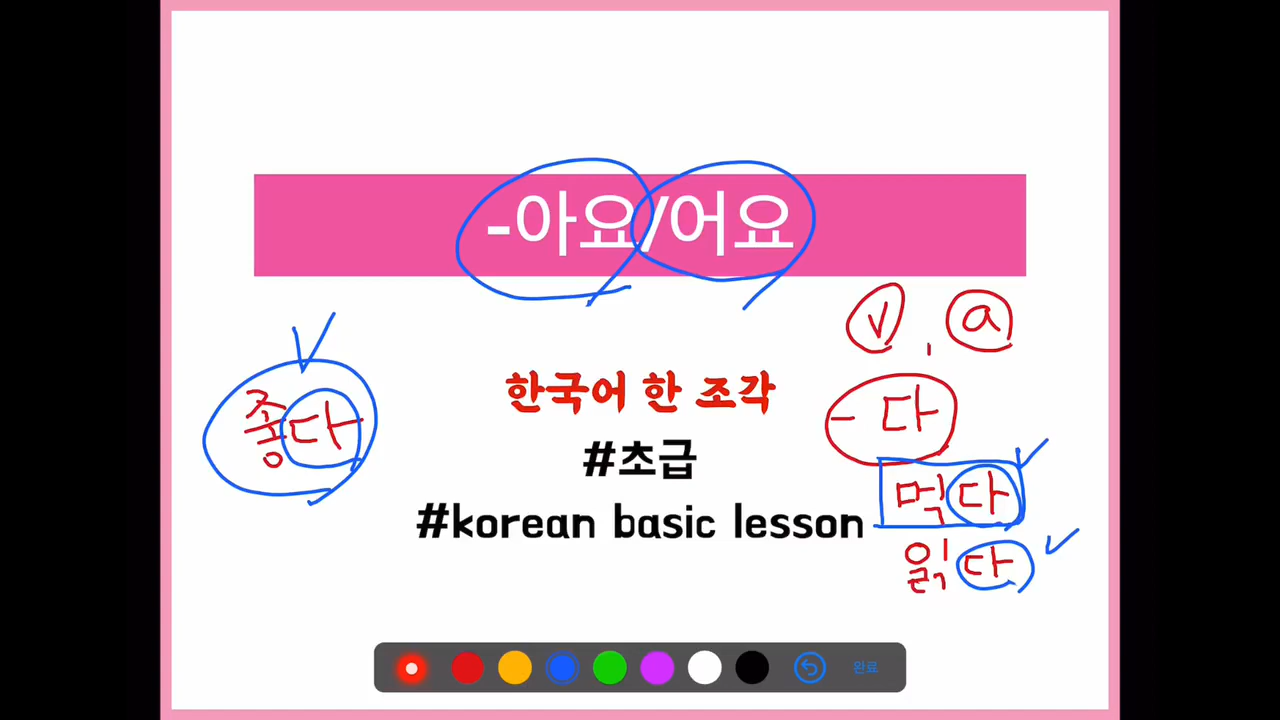 -아요/어요
v, a
한국어 한 조각
좋다
- 다
#초급
먹다
#korean basic lesson
읽다
완료